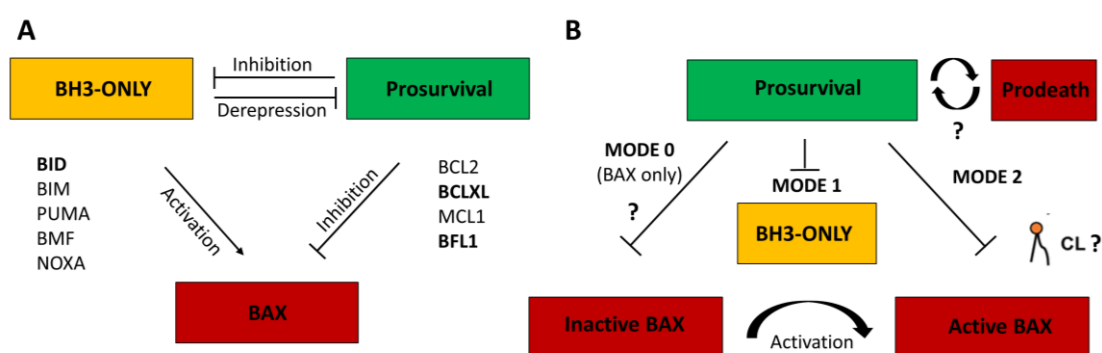 A
BH3-ONLY
Inhibition
Derepression
Prosurvival
BID
BIM
PUMA
BMF
NOXA
Activation
Inhibition
BCL2
BCLXL
MCL1
BFL1
BAX
B
Prosurvival
Prodeath
?
MODE 0
(BAX only)
?
MODE 1
MODE 2
BH3-ONLY
CL ?
Inactive BAX
Activation
Active BAX